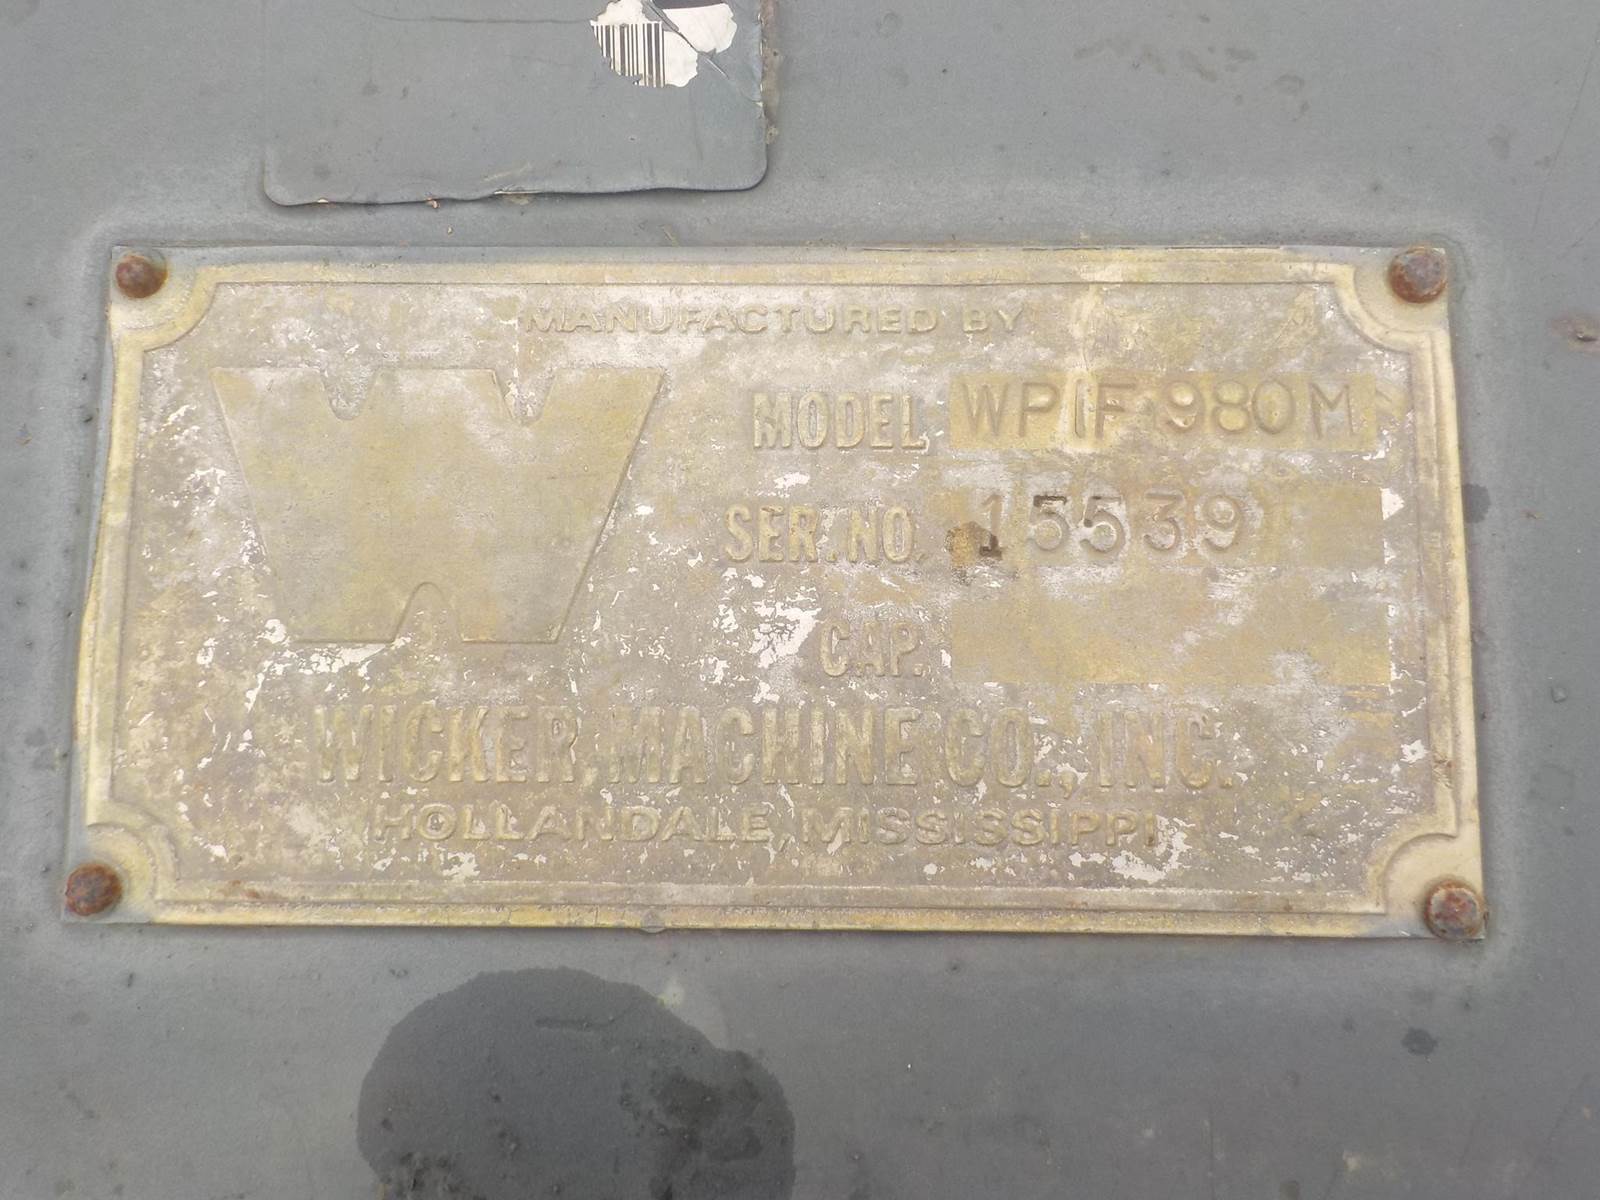 MANUFACTURED BY
W
MODEL WPIF 980M
SER. NO. 15539
CAP.
WICKER MACHINE CO., INC.
HOLLANDALE, MISSISSIPPI